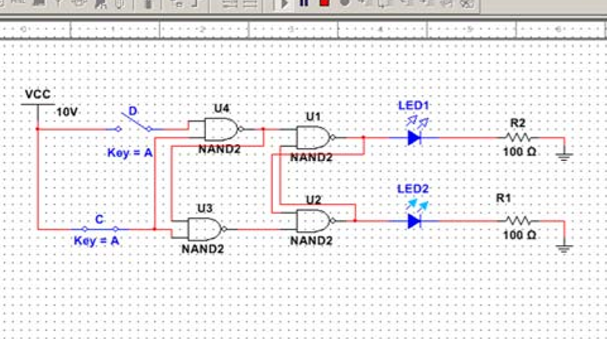 VCC
10V
D
Key = A
U4
NAND2
U1
NAND2
LED1
R2
100 Ω
C
Key = A
U3
NAND2
U2
NAND2
LED2
R1
100 Ω